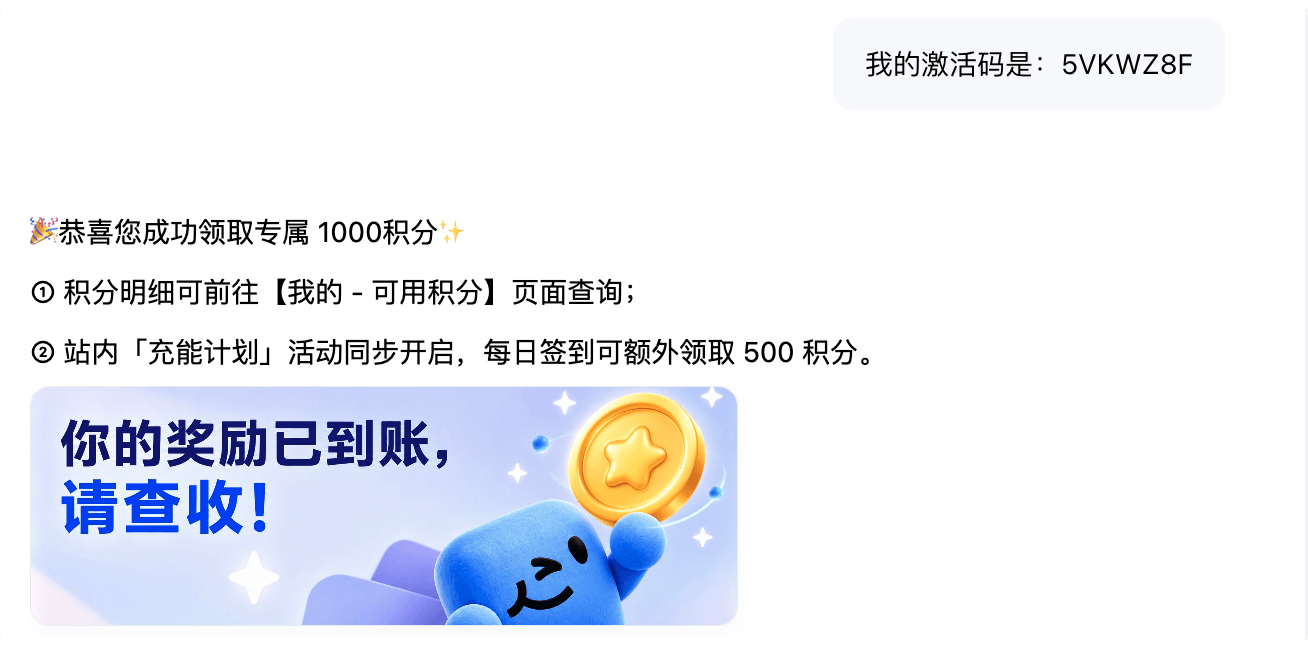 我的激活码是：5VKWZ8F
🎉恭喜您成功领取专属 1000积分✨
① 积分明细可前往【我的 - 可用积分】页面查询；
② 站内「充能计划」活动同步开启，每日签到可额外领取 500 积分。
你的奖励已到账，
请查收！